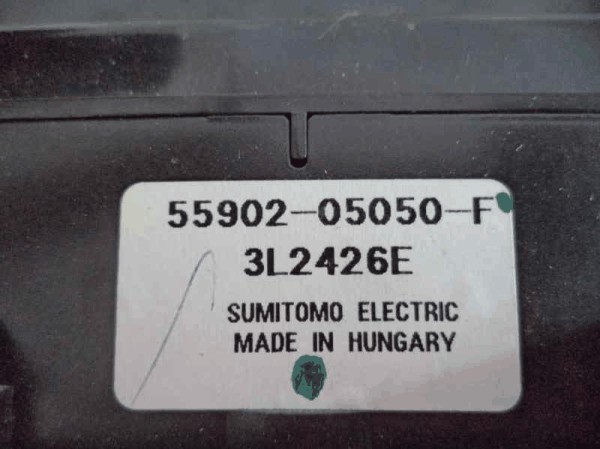 55902-05050-F
3L2426E
SUMITOMO ELECTRIC
MADE IN HUNGARY